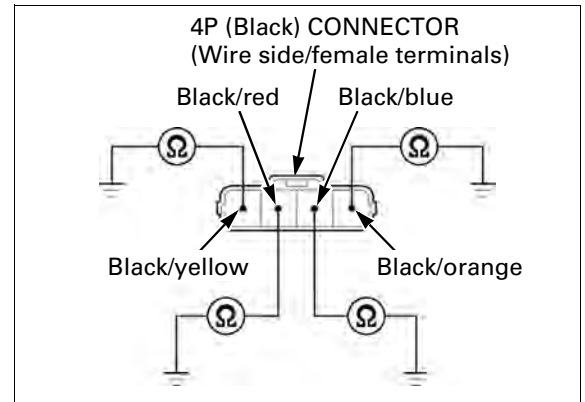 4P (Black) CONNECTOR
(Wire side/female terminals)
Black/red
Black/blue
Ω
Ω
Black/yellow
Black/orange
Ω
Ω